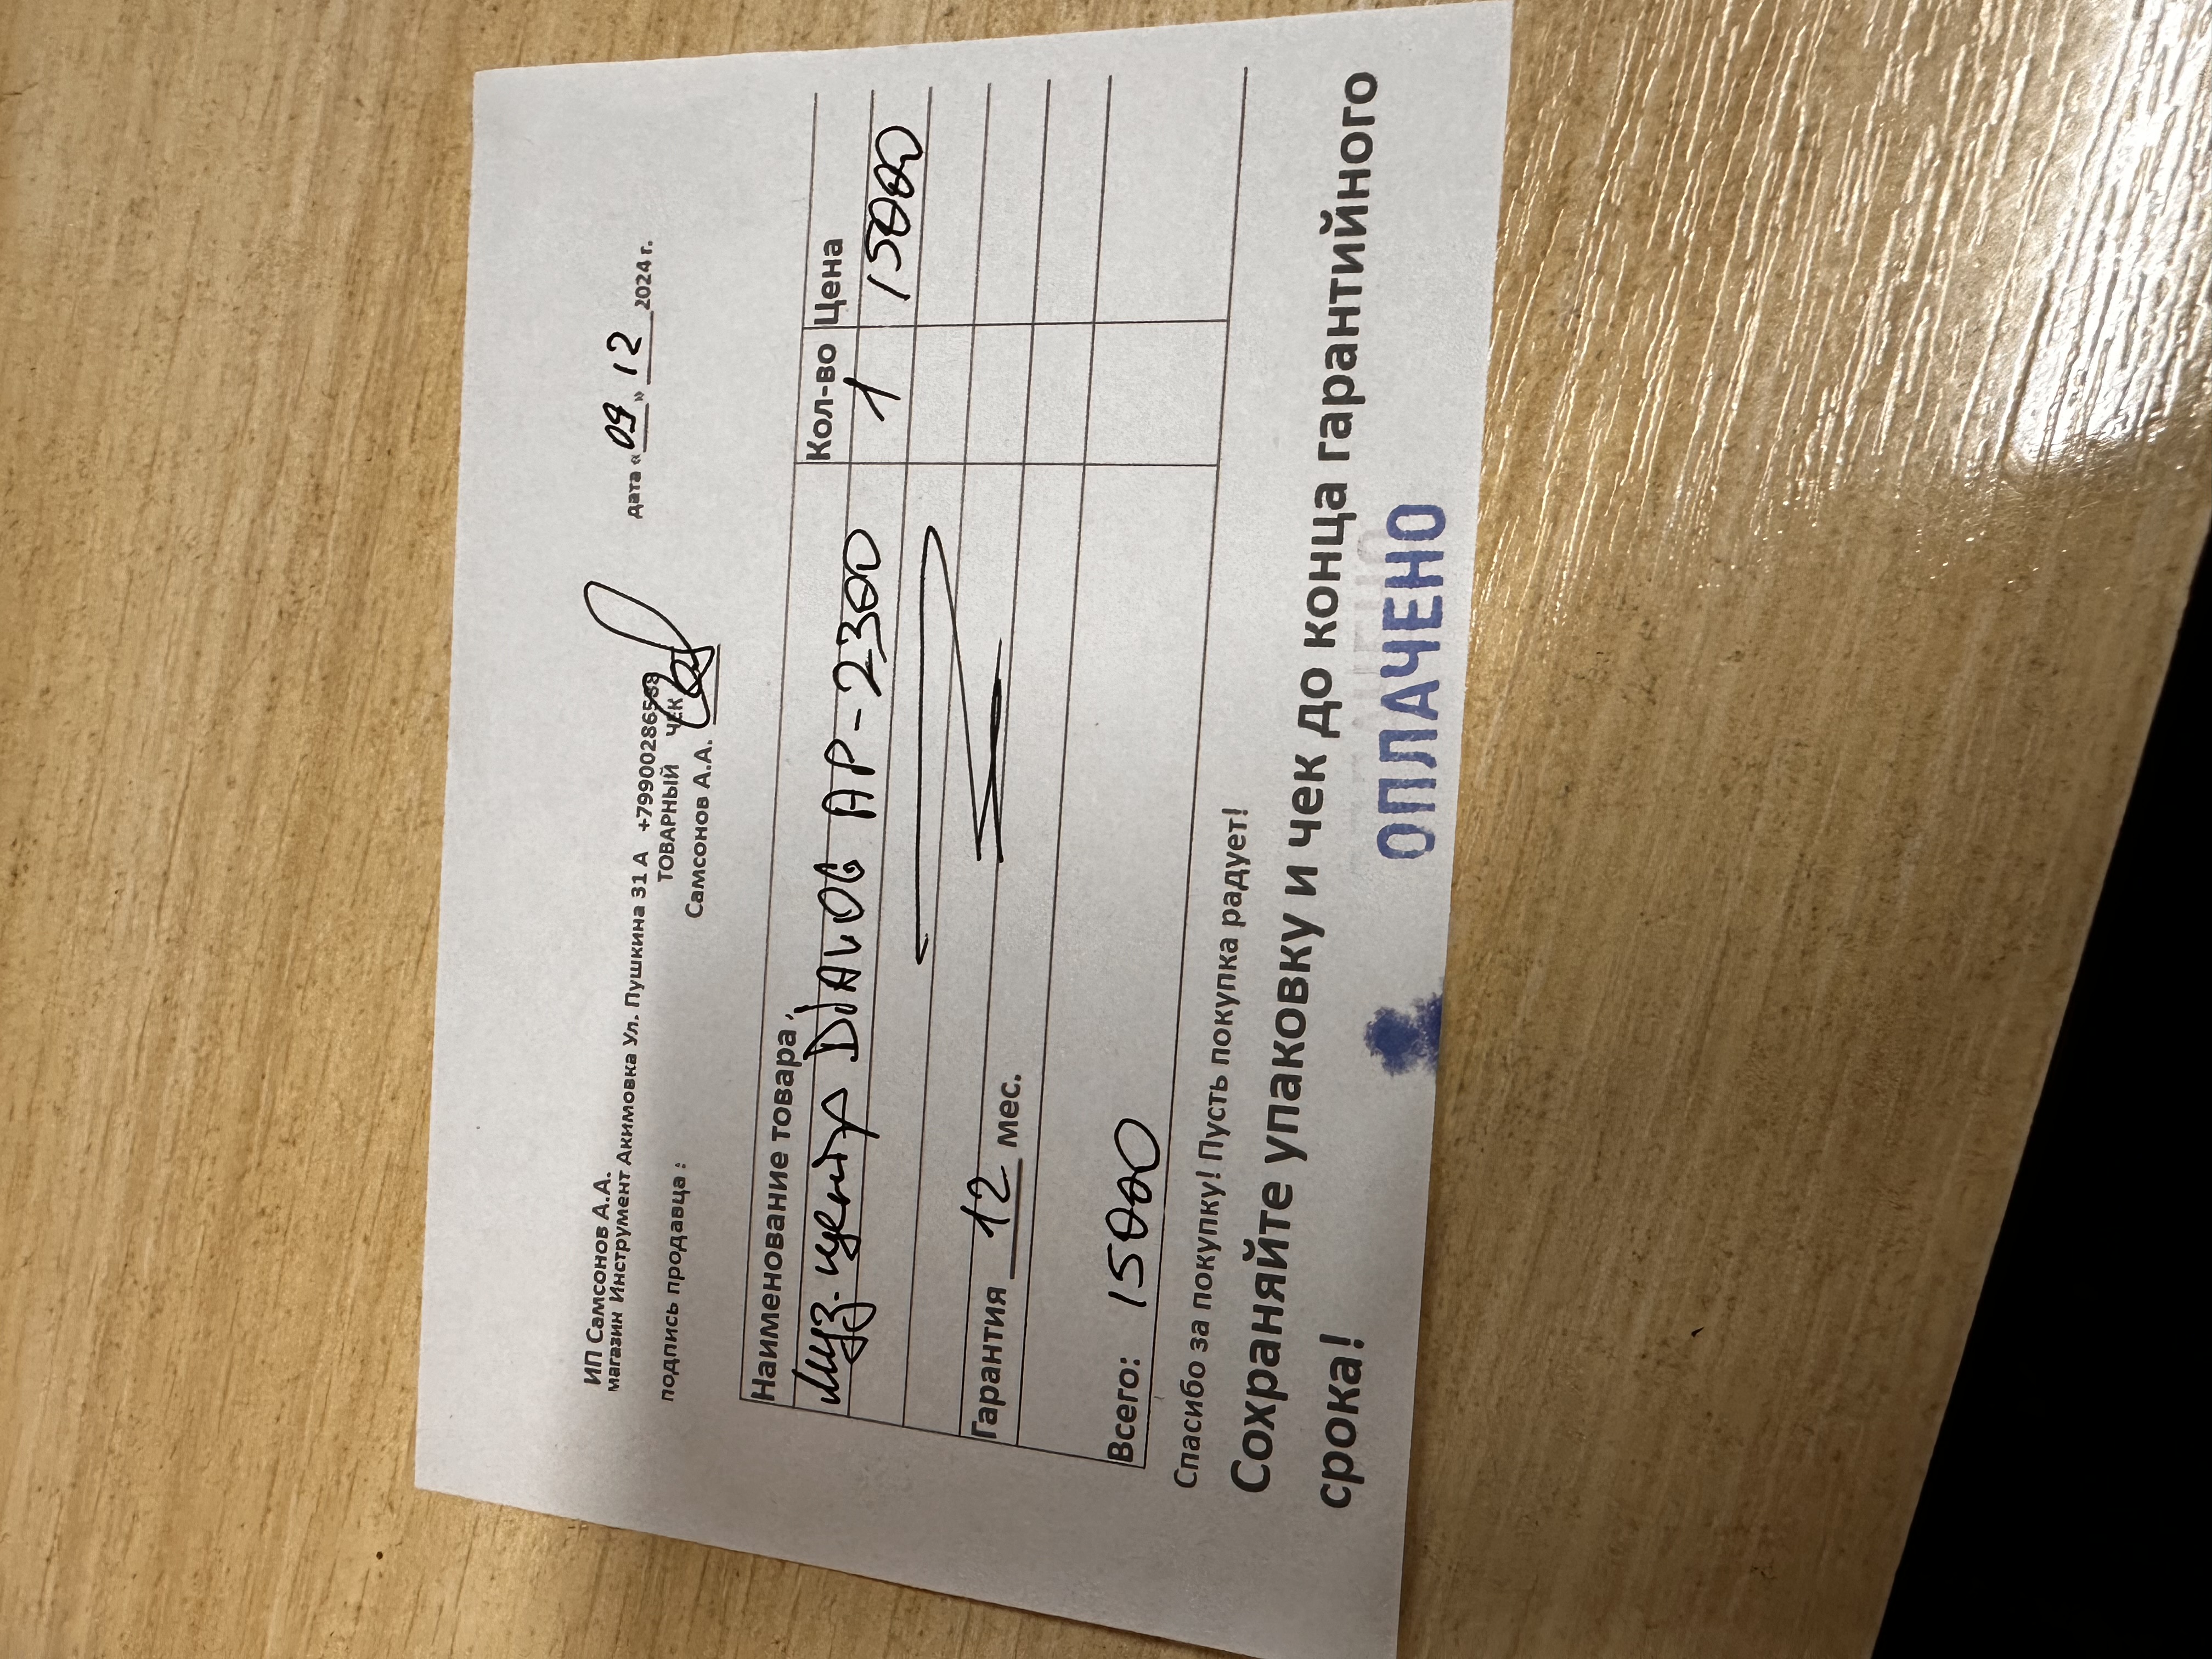 ИП Самсонов А.А.
магазин Инструмент Акимовка Ул. Пушкина 31 А +799900286
ТОВАРНЫЙ ЧЕК дата «09» 12 2024 г.
подпись продавца : Самсонов А.А.
Наименование товара, Кол-во Цена
муз-центр AP-2300 1 15000
Гарантия 12 мес.
Всего: 15000
Спасибо за покупку! Пусть покупка радует!
Сохраняйте упаковку и чек до конца гарантийного
срока!
ОПЛАЧЕНО